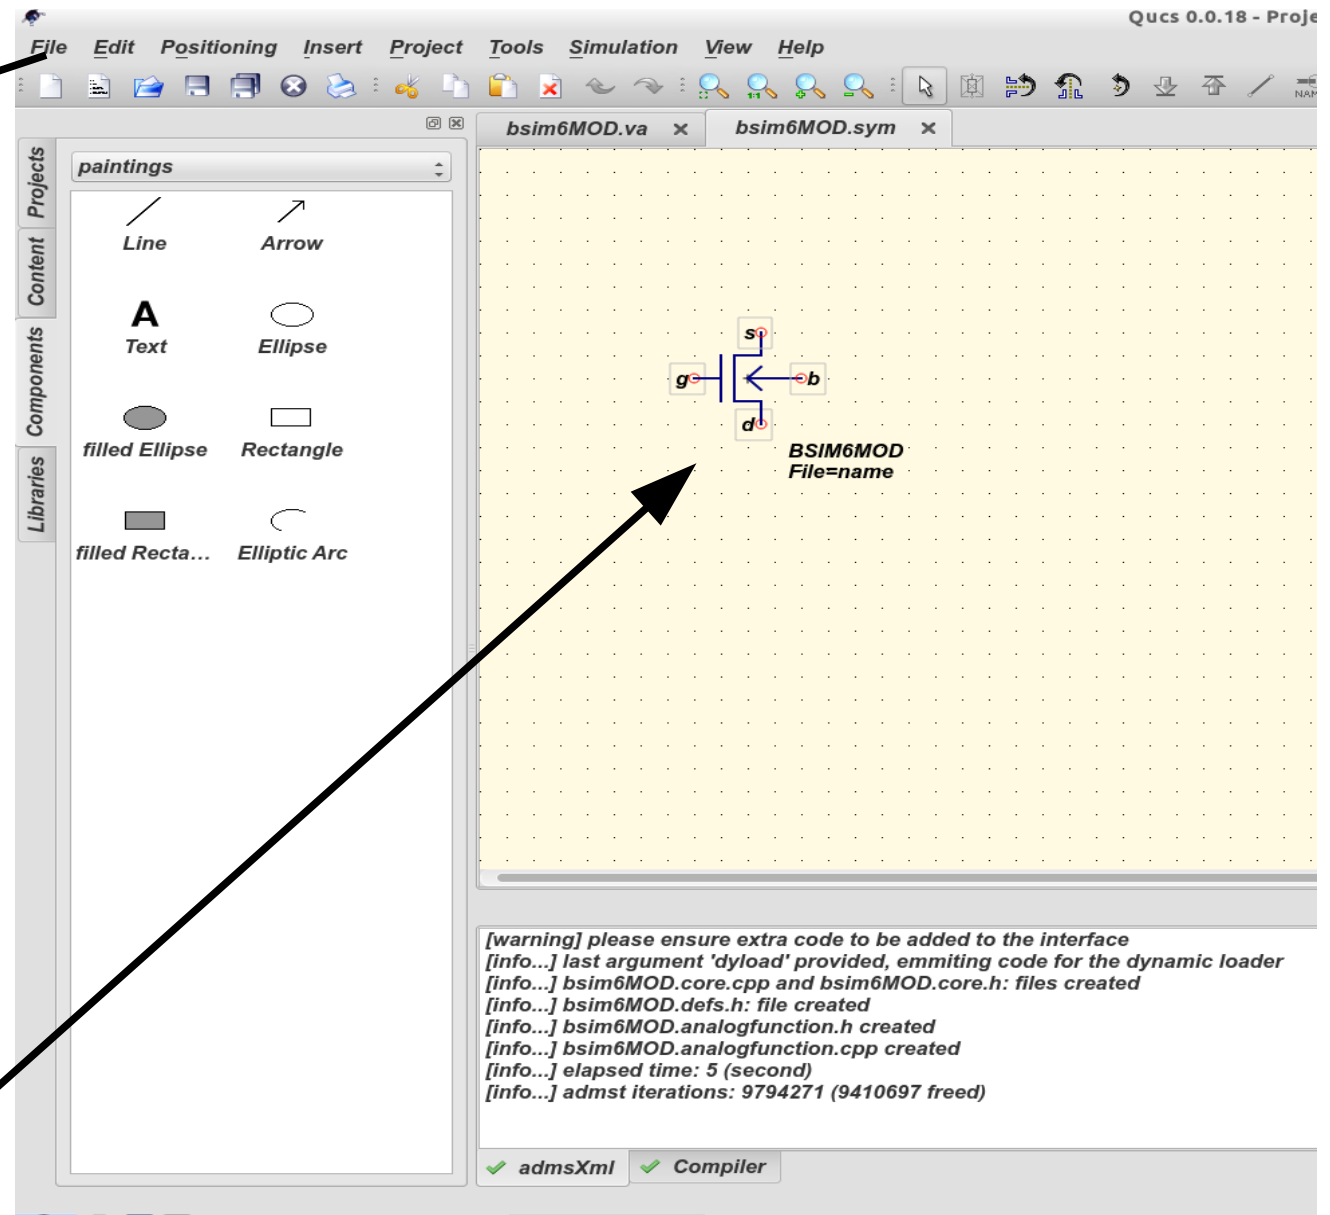 Qucs 0.0.18 - Proje
File Edit Positioning Insert Project Tools Simulation View Help
NAM
bsim6MOD.va bsim6MOD.sym
Projects
Content
Components
Libraries
paintings
Line Arrow
A
Text Ellipse
filled Ellipse Rectangle
filled Recta... Elliptic Arc
s
g b
d
BSIM6MOD
File=name
[warning] please ensure extra code to be added to the interface
[info...] last argument 'dyload' provided, emmiting code for the dynamic loader
[info...] bsim6MOD.core.cpp and bsim6MOD.core.h: files created
[info...] bsim6MOD.defs.h: file created
[info...] bsim6MOD.analogfunction.h created
[info...] bsim6MOD.analogfunction.cpp created
[info...] elapsed time: 5 (second)
[info...] admst iterations: 9794271 (9410697 freed)
admsXml Compiler